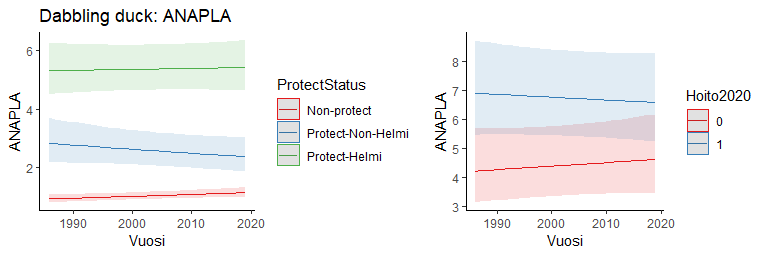 Dabbling duck: ANAPLA
ANAPLA
6
4
2
1990
2000
2010
2020
Vuosi
ProtectStatus
Non-protect
Protect-Non-Helmi
Protect-Helmi
ANAPLA
8
7
6
5
4
3
1990
2000
2010
2020
Vuosi
Hoito2020
0
1